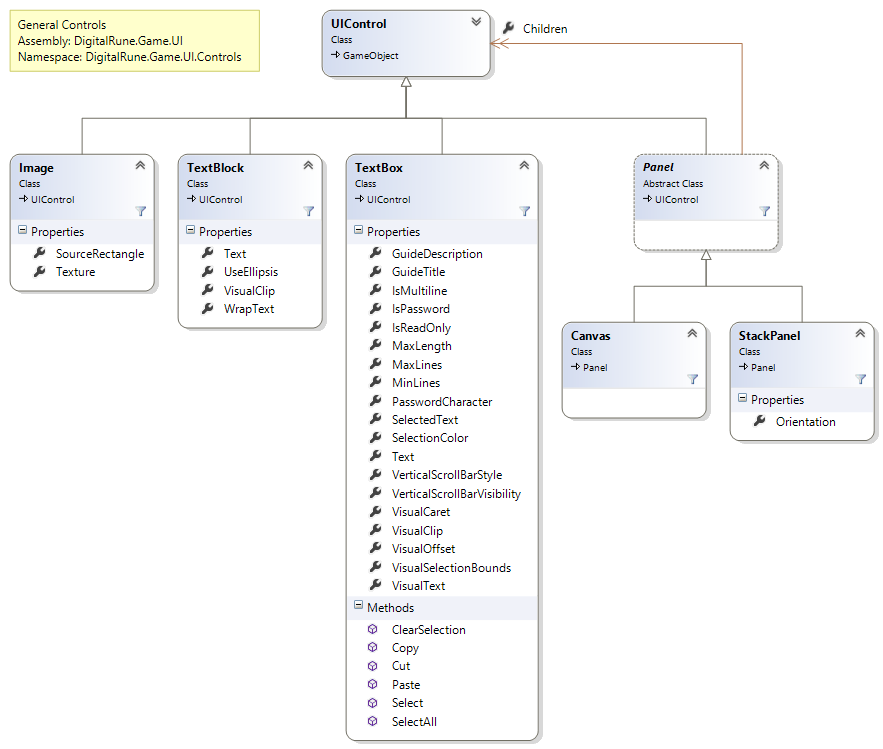 General Controls
Assembly: DigitalRune.Game.UI
Namespace: DigitalRune.Game.UI.Controls
UIControl
Class
GameObject
Children
Image
Class
UIControl
Properties
SourceRectangle
Texture
TextBlock
Class
UIControl
Properties
Text
UseEllipsis
VisualClip
WrapText
TextBox
Class
UIControl
Properties
GuideDescription
GuideTitle
IsMultiline
IsPassword
IsReadOnly
MaxLength
MaxLines
MinLines
PasswordCharacter
SelectedText
SelectionColor
Text
VerticalScrollBarStyle
VerticalScrollBarVisibility
VisualCaret
VisualClip
VisualOffset
VisualSelectionBounds
VisualText
Methods
ClearSelection
Copy
Cut
Paste
Select
SelectAll
Panel
Abstract Class
UIControl
Canvas
Class
Panel
StackPanel
Class
Panel
Properties
Orientation